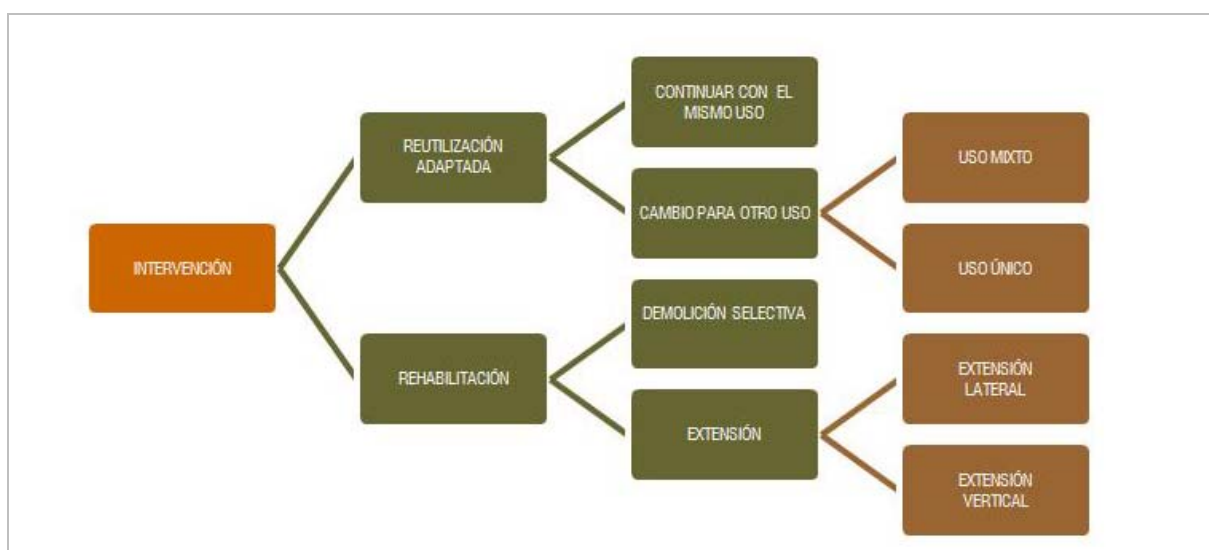 INTERVENCIÓN
REUTILIZACIÓN
ADAPTADA
REHABILITACIÓN
CONTINUAR CON EL
MISMO USO
CAMBIO PARA OTRO USO
DEMOLICIÓN SELECTIVA
EXTENSIÓN
USO MIXTO
USO ÚNICO
EXTENSIÓN
LATERAL
EXTENSIÓN
VERTICAL